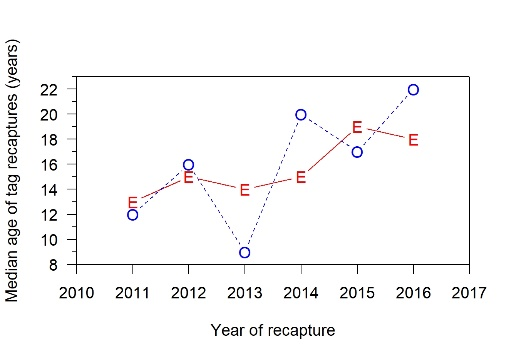 Median age of tag recaptures (years)
22
20
18
16
14
12
10
8
O
O
E
E
E
O
E
E
O
E
O
O
E
2010 2011 2012 2013 2014 2015 2016 2017
Year of recapture